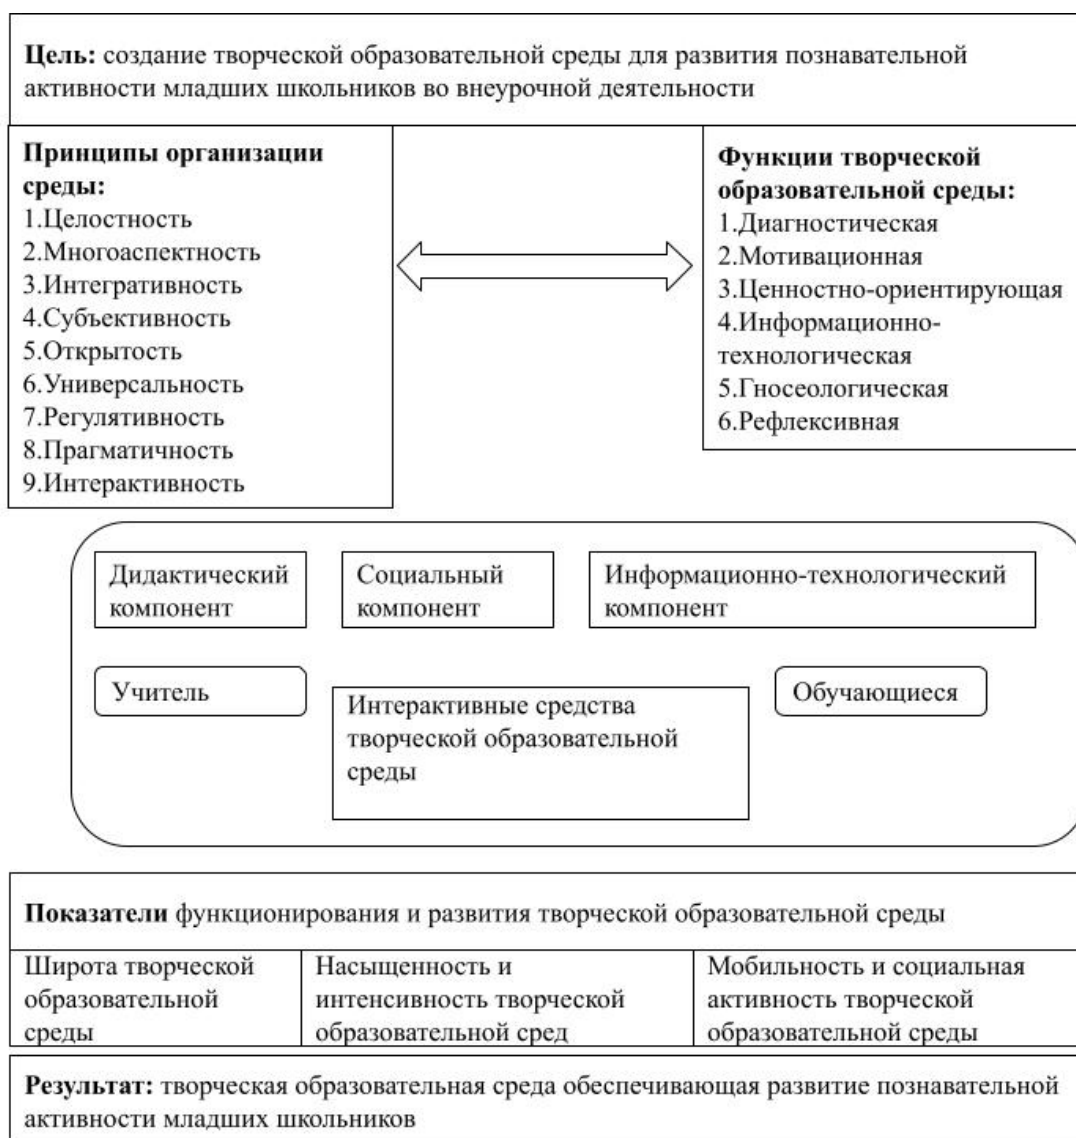 Цель: создание творческой образовательной среды для развития познавательной
активности младших школьников во внеурочной деятельности
Принципы организации
среды:
1.Целостность
2.Многоаспектность
3.Интегративность
4.Субъективность
5.Открытость
6.Универсальность
7.Регулятивность
8.Прагматичность
9.Интерактивность
Функции творческой
образовательной среды:
1.Диагностическая
2.Мотивационная
3.Ценностно-ориентирующая
4.Информационно-
технологическая
5.Гносеологическая
6.Рефлексивная
Дидактический
компонент
Социальный
компонент
Информационно-технологический
компонент
Учитель
Интерактивные средства
творческой образовательной
среды
Обучающиеся
Показатели функционирования и развития творческой образовательной среды
Широта творческой
образовательной
среды
Насыщенность и
интенсивность творческой
образовательной сред
Мобильность и социальная
активность творческой
образовательной среды
Результат: творческая образовательная среда обеспечивающая развитие познавательной
активности младших школьников